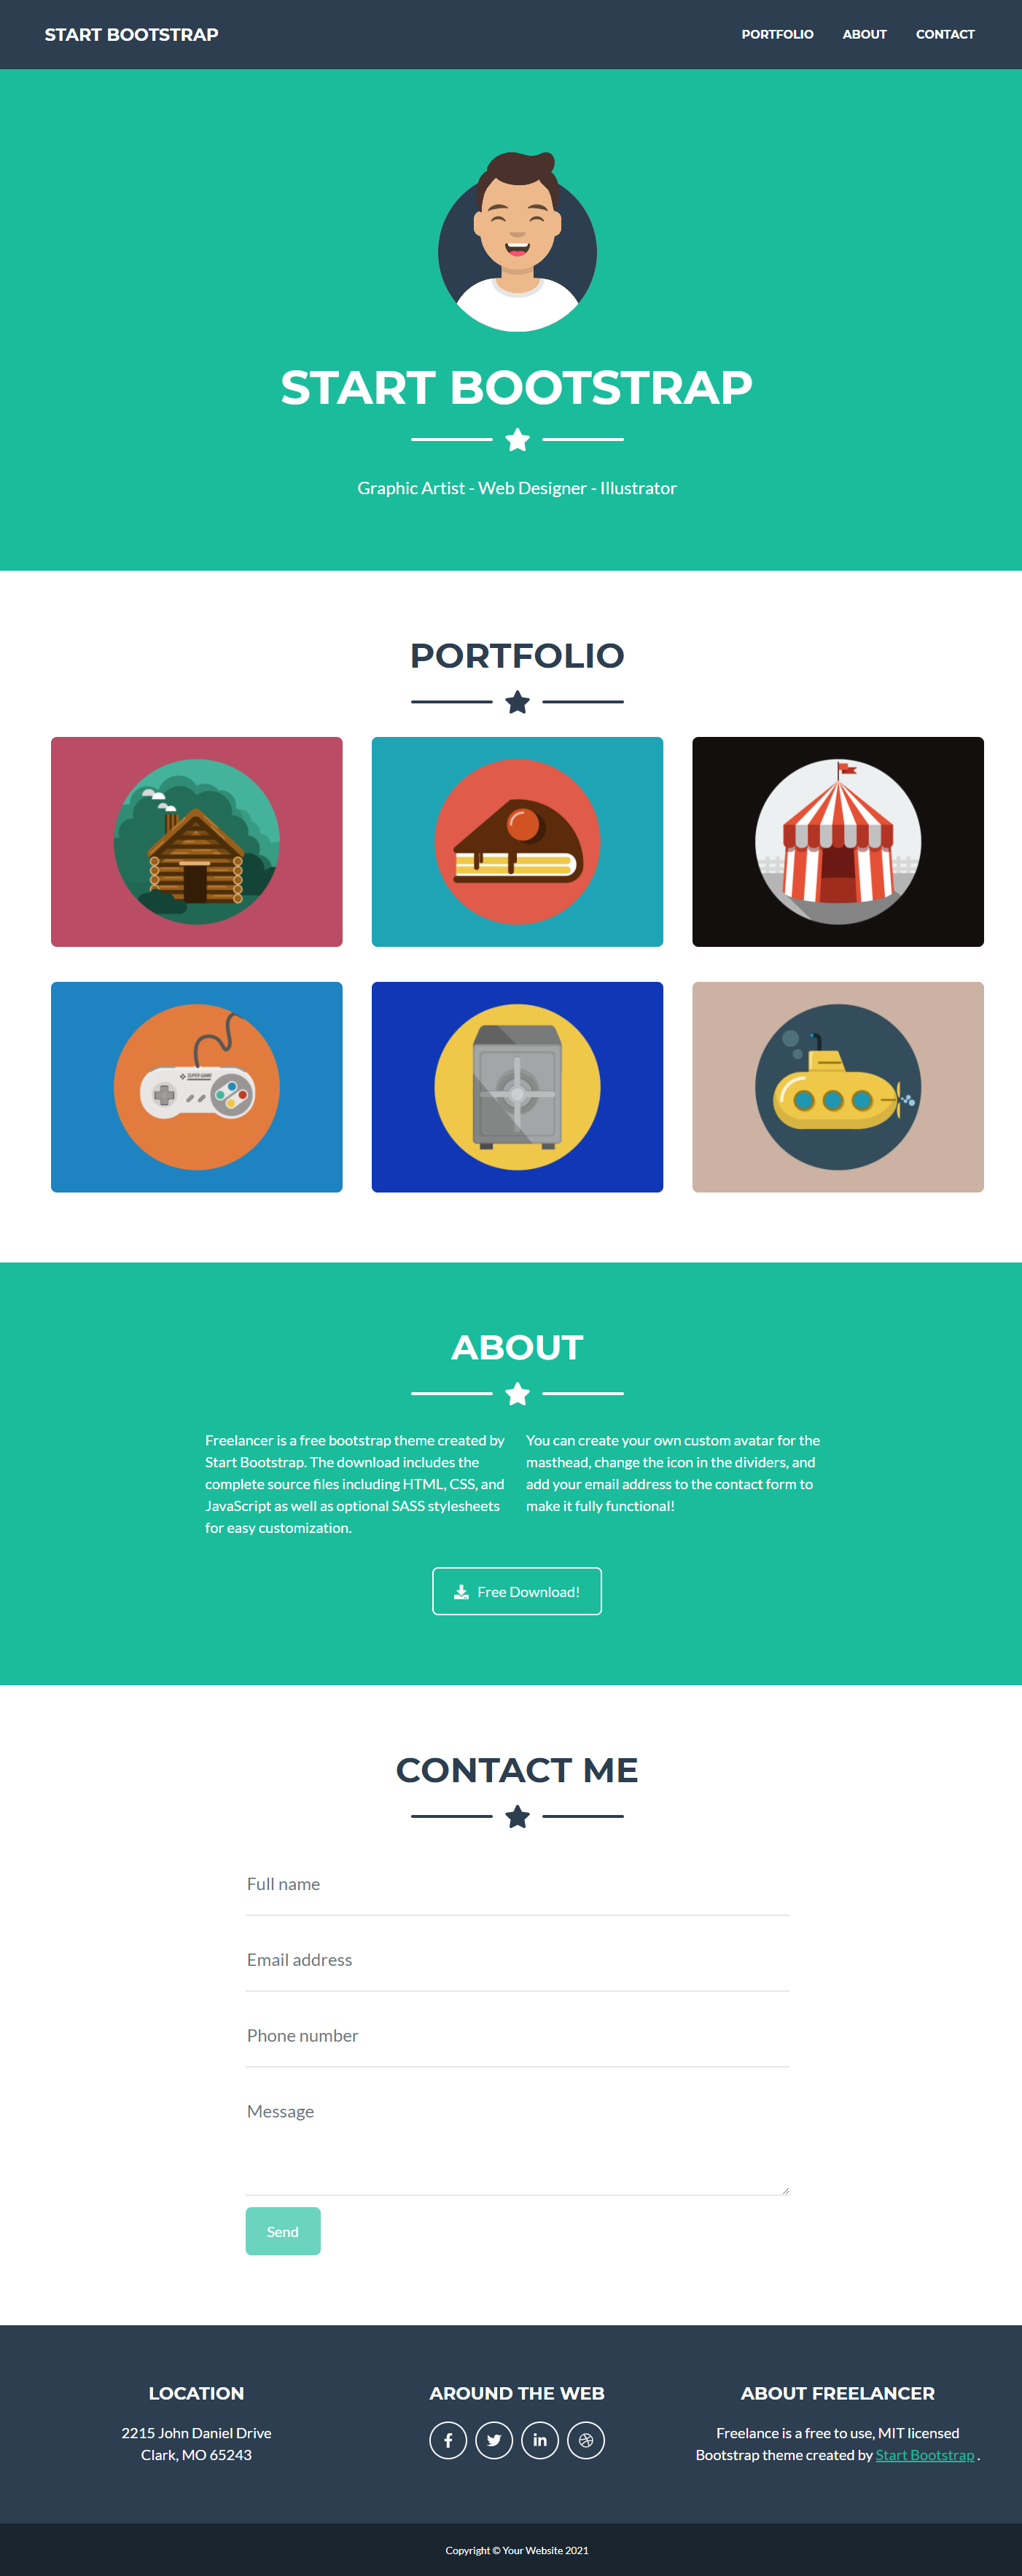 START BOOTSTRAP
PORTFOLIO
ABOUT
CONTACT
START BOOTSTRAP
Graphic Artist - Web Designer - Illustrator
PORTFOLIO
SUPER GAME
ABOUT
Freelancer is a free bootstrap theme created by
Start Bootstrap. The download includes the
complete source files including HTML, CSS, and
JavaScript as well as optional SASS stylesheets
for easy customization.
You can create your own custom avatar for the
masthead, change the icon in the dividers, and
add your email address to the contact form to
make it fully functional!
Free Download!
CONTACT ME
Full name
Email address
Phone number
Message
Send
LOCATION
2215 John Daniel Drive
Clark, MO 65243
AROUND THE WEB
ABOUT FREELANCER
Freelance is a free to use, MIT licensed
Bootstrap theme created by Start Bootstrap .
Copyright © Your Website 2021